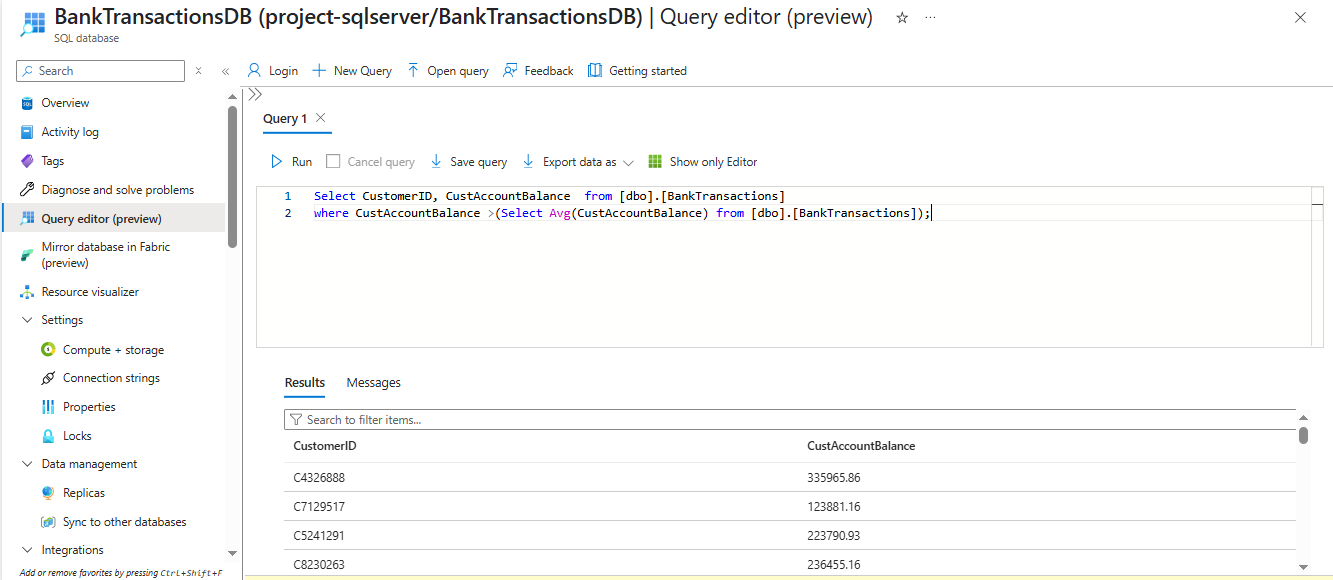 BankTransactionsDB (project-sqlserver/BankTransactionsDB) | Query editor (preview)
SQL database
Search
Login
New Query
Open query
Feedback
Getting started
Overview
Activity log
Tags
Diagnose and solve problems
Query editor (preview)
Mirror database in Fabric
(preview)
Resource visualizer
Settings
Compute + storage
Connection strings
Properties
Locks
Data management
Replicas
Sync to other databases
Integrations
Add or remove favorites by pressing Ctrl+Shift+F
Query 1
Run
Cancel query
Save query
Export data as
Show only Editor
1 Select CustomerID, CustAccountBalance from [dbo].[BankTransactions]
2 where CustAccountBalance >(Select Avg(CustAccountBalance) from [dbo].[BankTransactions]);
Results Messages
Search to filter items...
CustomerID CustAccountBalance
C4326888 335965.86
C7129517 123881.16
C5241291 223790.93
C8230263 236455.16